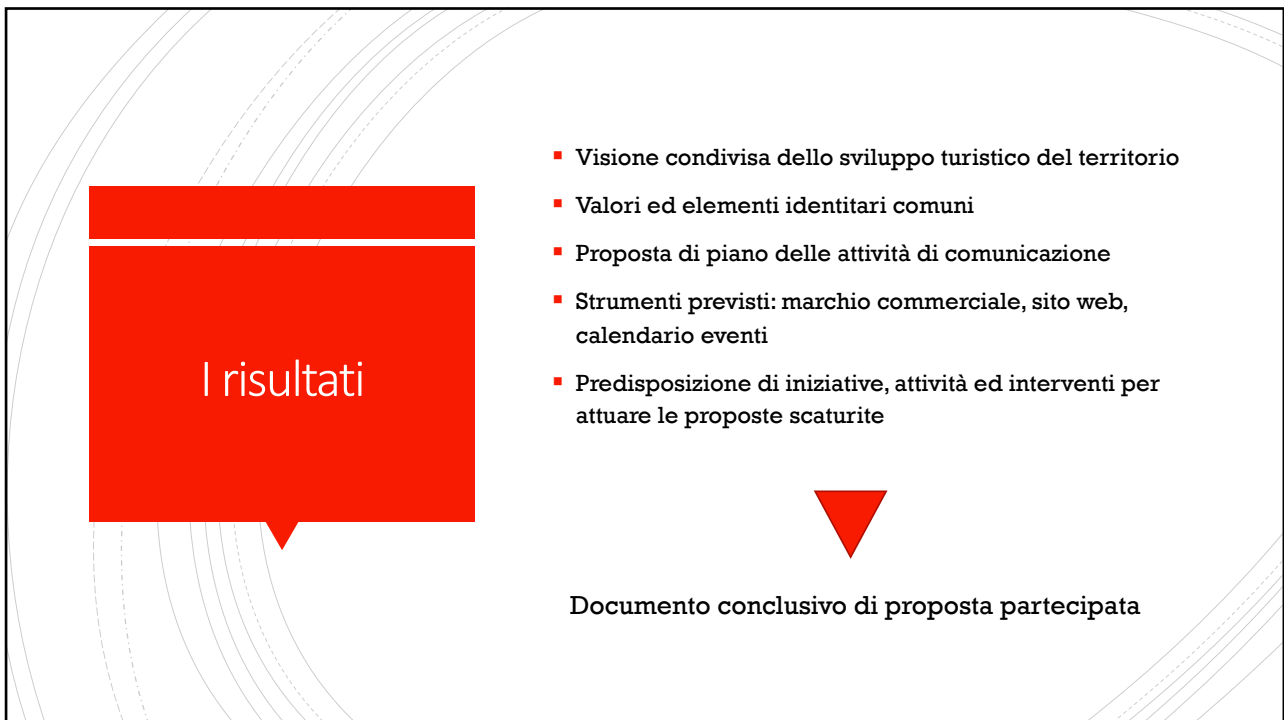 I risultati
▪ Visione condivisa dello sviluppo turistico del territorio
▪ Valori ed elementi identitari comuni
▪ Proposta di piano delle attività di comunicazione
▪ Strumenti previsti: marchio commerciale, sito web,
calendario eventi
▪ Predisposizione di iniziative, attività ed interventi per
attuare le proposte scaturite
Documento conclusivo di proposta partecipata